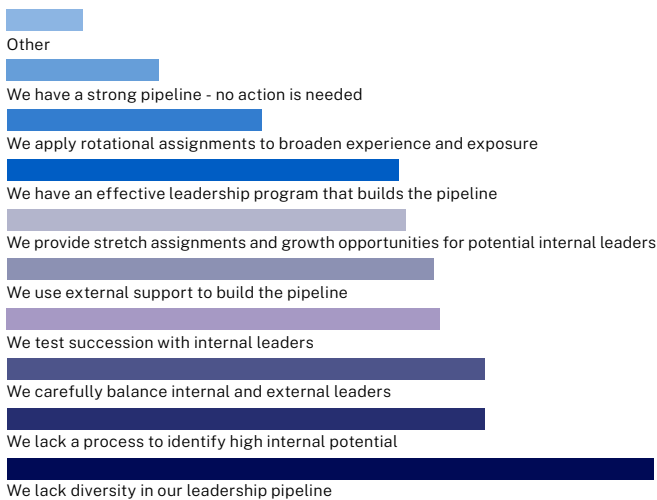 Other
We have a strong pipeline - no action is needed
We apply rotational assignments to broaden experience and exposure
We have an effective leadership program that builds the pipeline
We provide stretch assignments and growth opportunities for potential internal leaders
We use external support to build the pipeline
We test succession with internal leaders
We carefully balance internal and external leaders
We lack a process to identify high internal potential
We lack diversity in our leadership pipeline